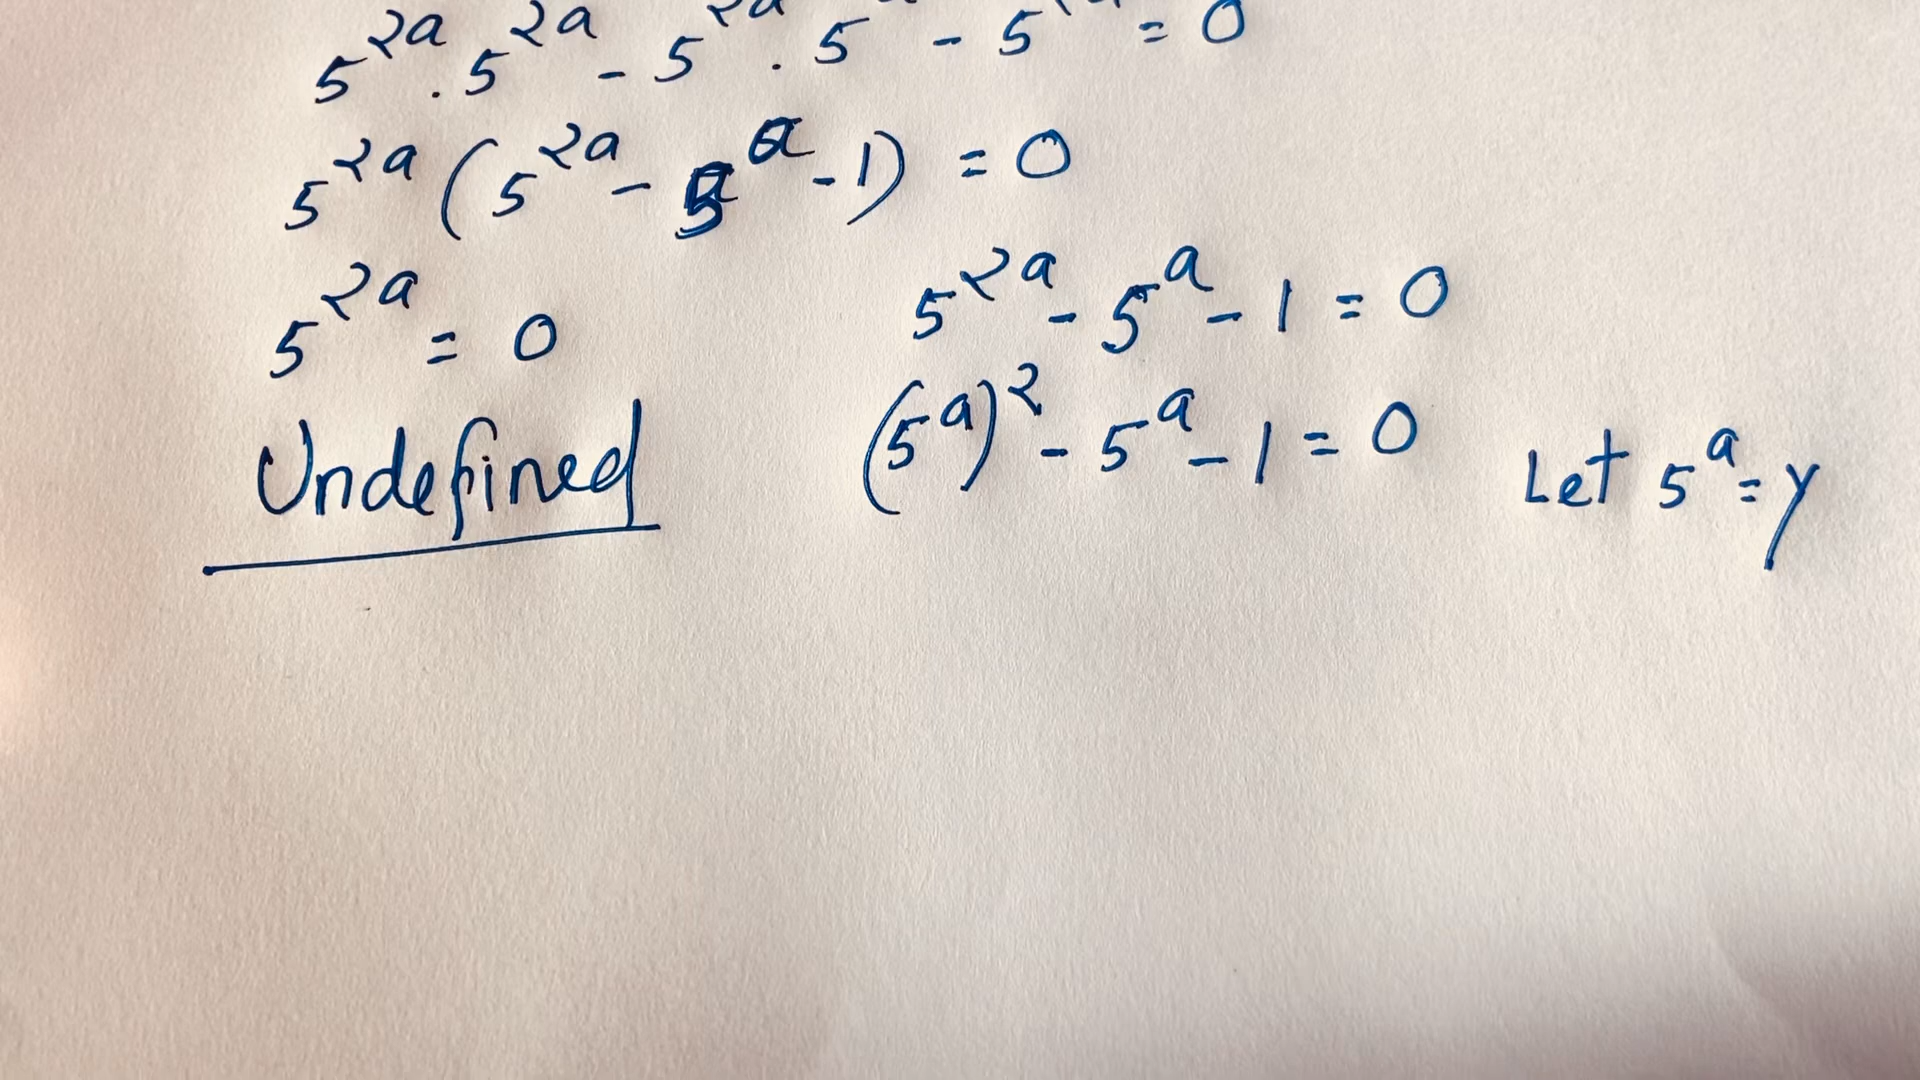 5^2a . 5^2a - 5^2a . 5 - 5 = 0
5^2a (5^2a - 5^a - 1) = 0
5^2a = 0 5^2a - 5^a - 1 = 0
Undefined (5^a)^2 - 5^a - 1 = 0 Let 5^a = y